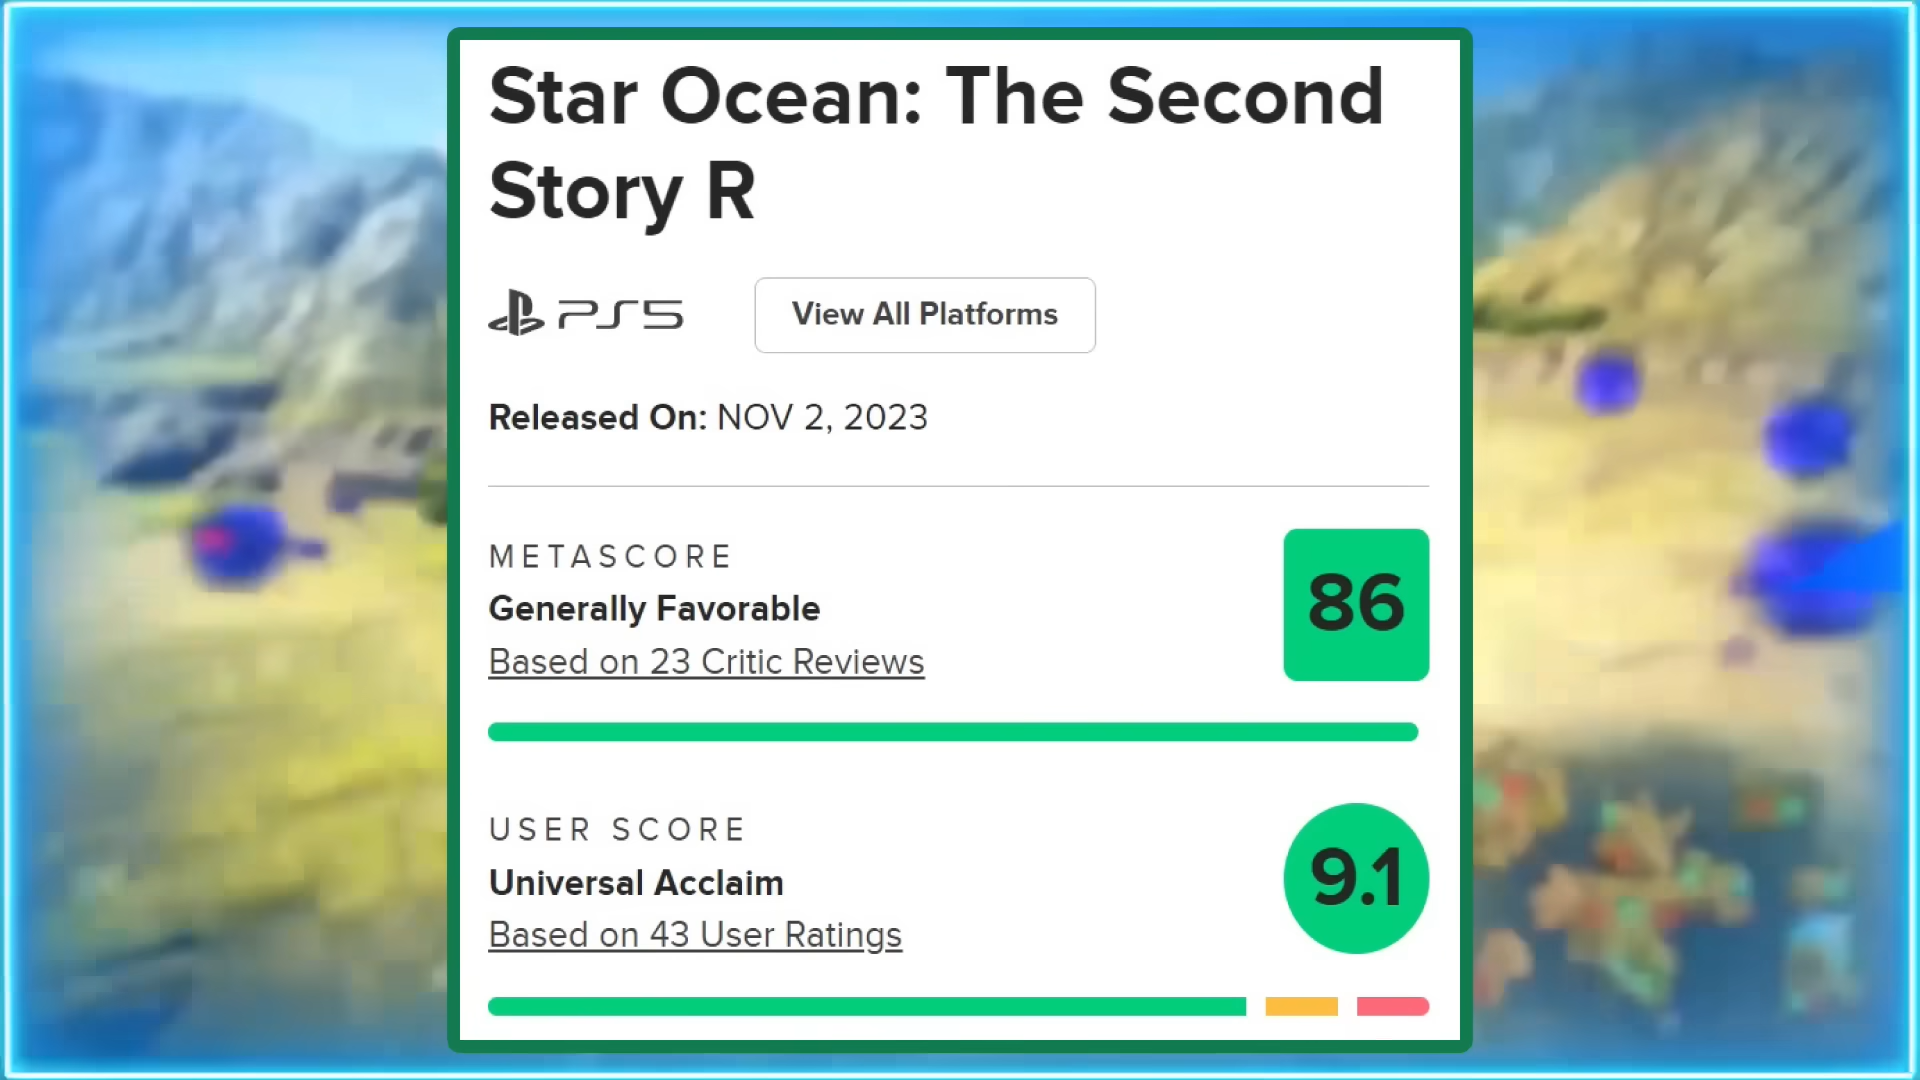 Star Ocean: The Second
Story R
PS5
View All Platforms
Released On: NOV 2, 2023
METASCORE
Generally Favorable
Based on 23 Critic Reviews
86
USER SCORE
Universal Acclaim
Based on 43 User Ratings
9.1